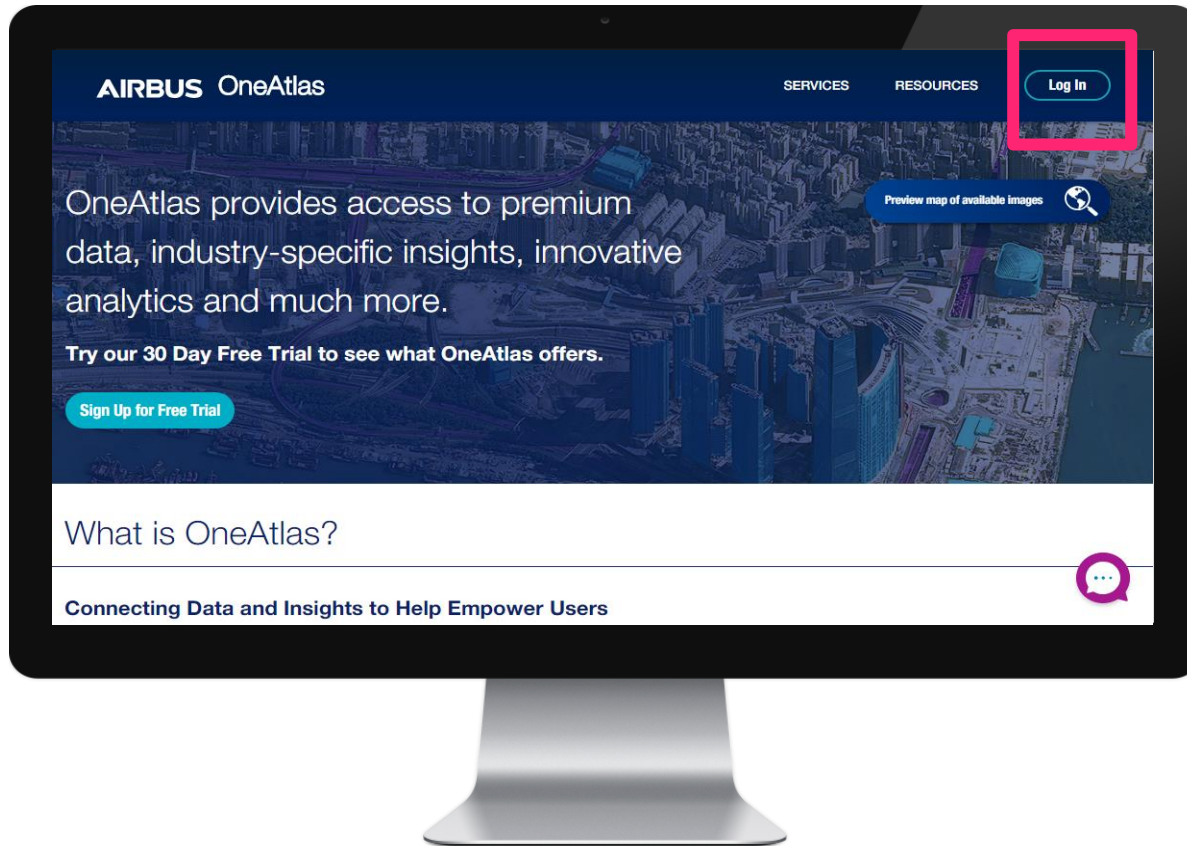 AIRBUS OneAtlas
SERVICES
RESOURCES
Log In
OneAtlas provides access to premium
data, industry-specific insights, innovative
analytics and much more.
Preview map of available images
Try our 30 Day Free Trial to see what OneAtlas offers.
Sign Up for Free Trial
What is OneAtlas?
Connecting Data and Insights to Help Empower Users